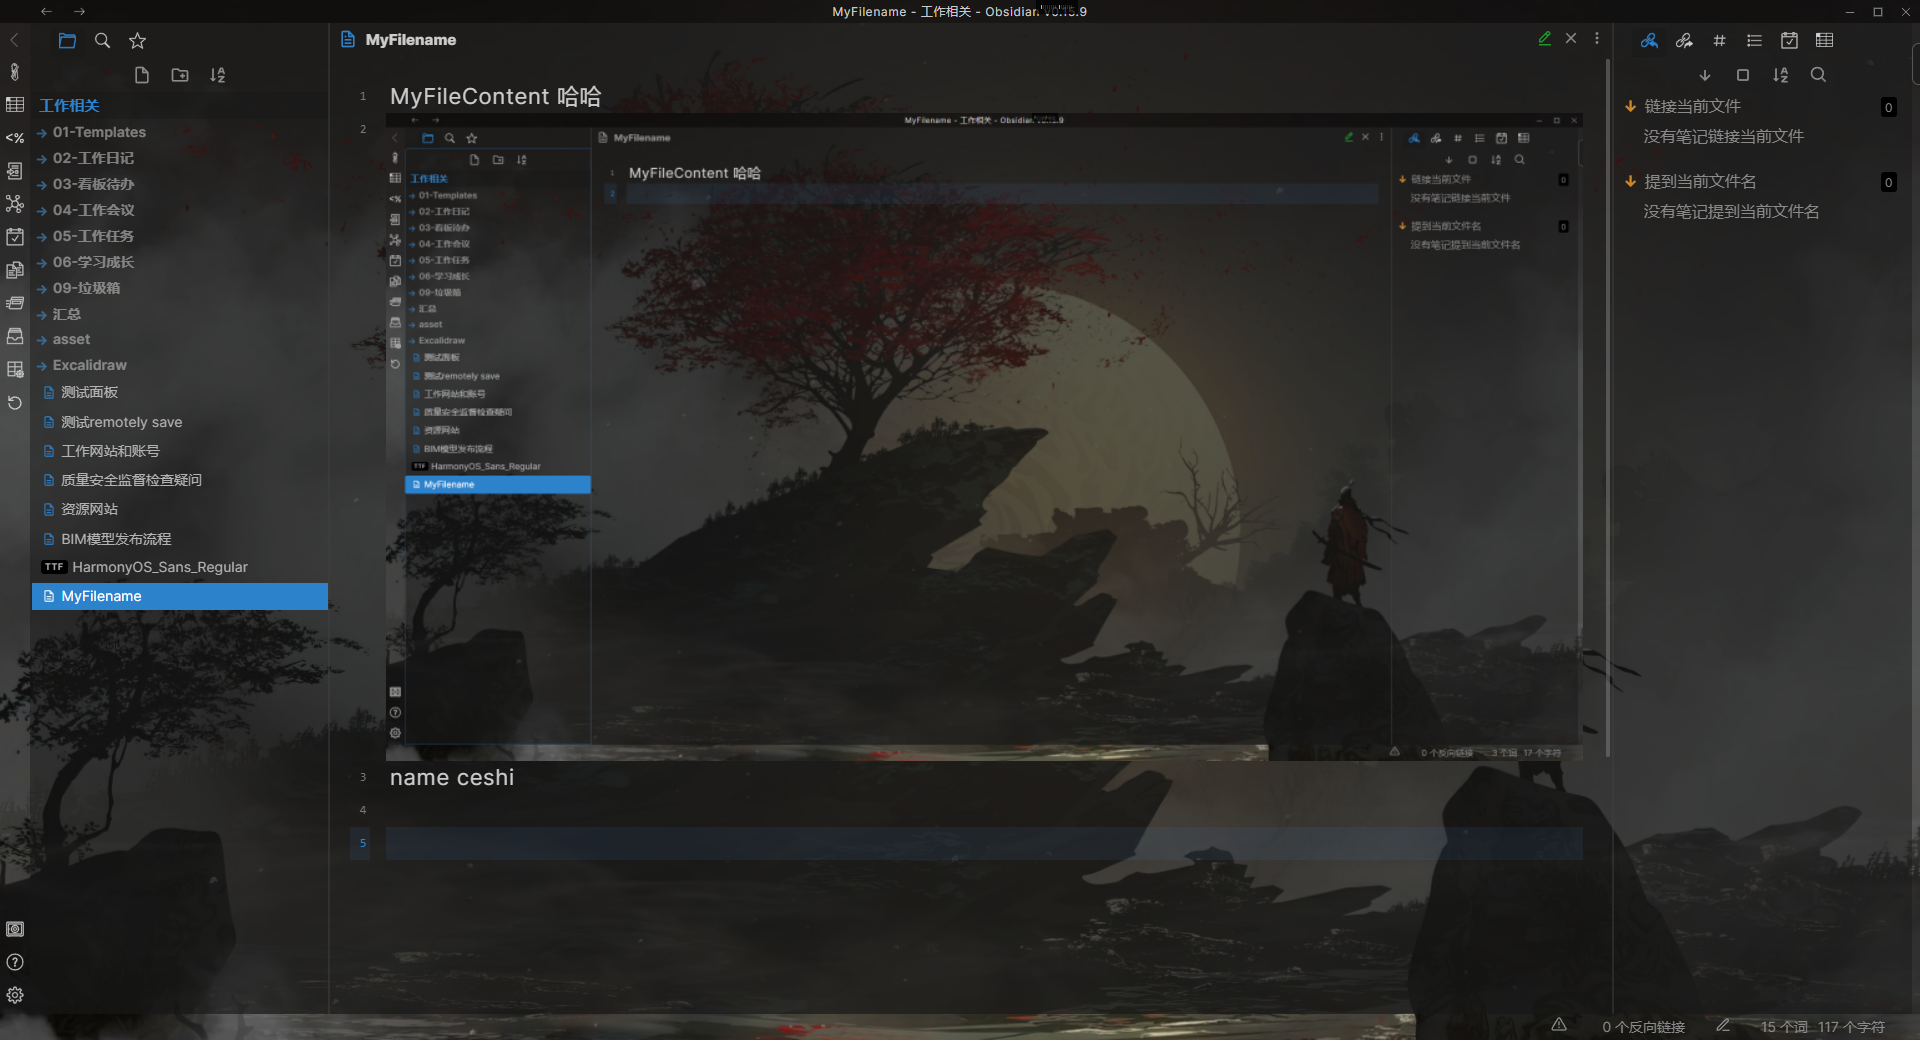 MyFilename - 工作相关 - Obsidian v0.15.9
MyFilename
工作相关
01-Templates
02-工作日记
03-看板待办
04-工作会议
05-工作任务
06-学习成长
09-垃圾箱
汇总
asset
Excalidraw
测试面板
测试remotely save
工作网站和账号
质量安全监督检查疑问
资源网站
BIM模型发布流程
TTF HarmonyOS_Sans_Regular
MyFilename
1 MyFileContent 哈哈
2
MyFilename - 工作相关 - Obsidian v0.15.9
MyFilename
工作相关
01-Templates
02-工作日记
03-看板待办
04-工作会议
05-工作任务
06-学习成长
09-垃圾箱
汇总
asset
Excalidraw
测试面板
测试remotely save
工作网站和账号
质量安全监督检查疑问
资源网站
BIM模型发布流程
TTF HarmonyOS_Sans_Regular
MyFilename
1 MyFileContent 哈哈
2
链接当前文件 0
没有笔记链接当前文件
提到当前文件名 0
没有笔记提到当前文件名
0 个反向链接 3 个词 17 个字符
3 name ceshi
4
5
链接当前文件 0
没有笔记链接当前文件
提到当前文件名 0
没有笔记提到当前文件名
0 个反向链接 15 个词 117 个字符